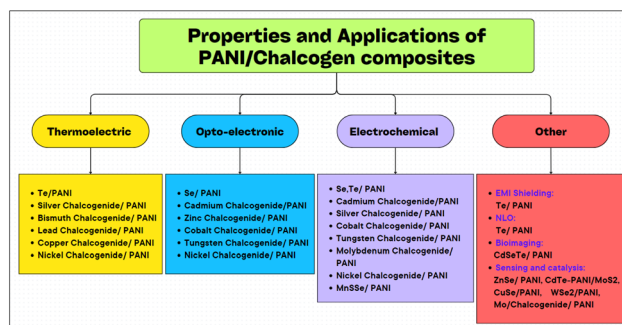 Properties and Applications of
PANI/Chalcogen composites
Thermoelectric
Opto-electronic
Electrochemical
Other
• Te/PANI
• Silver Chalcogenide/ PANI
• Bismuth Chalcogenide/ PANI
• Lead Chalcogenide/ PANI
• Copper Chalcogenide/ PANI
• Nickel Chalcogenide/ PANI
• Se/ PANI
• Cadmium Chalcogenide/ PANI
• Zinc Chalcogenide/ PANI
• Cobalt Chalcogenide/ PANI
• Tungsten Chalcogenide/ PANI
• Nickel Chalcogenide/ PANI
• Se,Te/ PANI
• Cadmium Chalcogenide/PANI
• Silver Chalcogenide/ PANI
• Cobalt Chalcogenide/ PANI
• Tungsten Chalcogenide/ PANI
• Molybdenum Chalcogenide/
PANI
• Nickel Chalcogenide/ PANI
• MnSSe/ PANI
• EMI Shielding:
Te/ PANI
• NLO:
Te/ PANI
• Bioimaging:
CdSeTe/ PANI
• Sensing and catalysis:
ZnSe/ PANI, CdTe-PANI/MoS2,
CuSe/PANI, WSe2/PANI,
Mo/Chalcogenide/ PANI